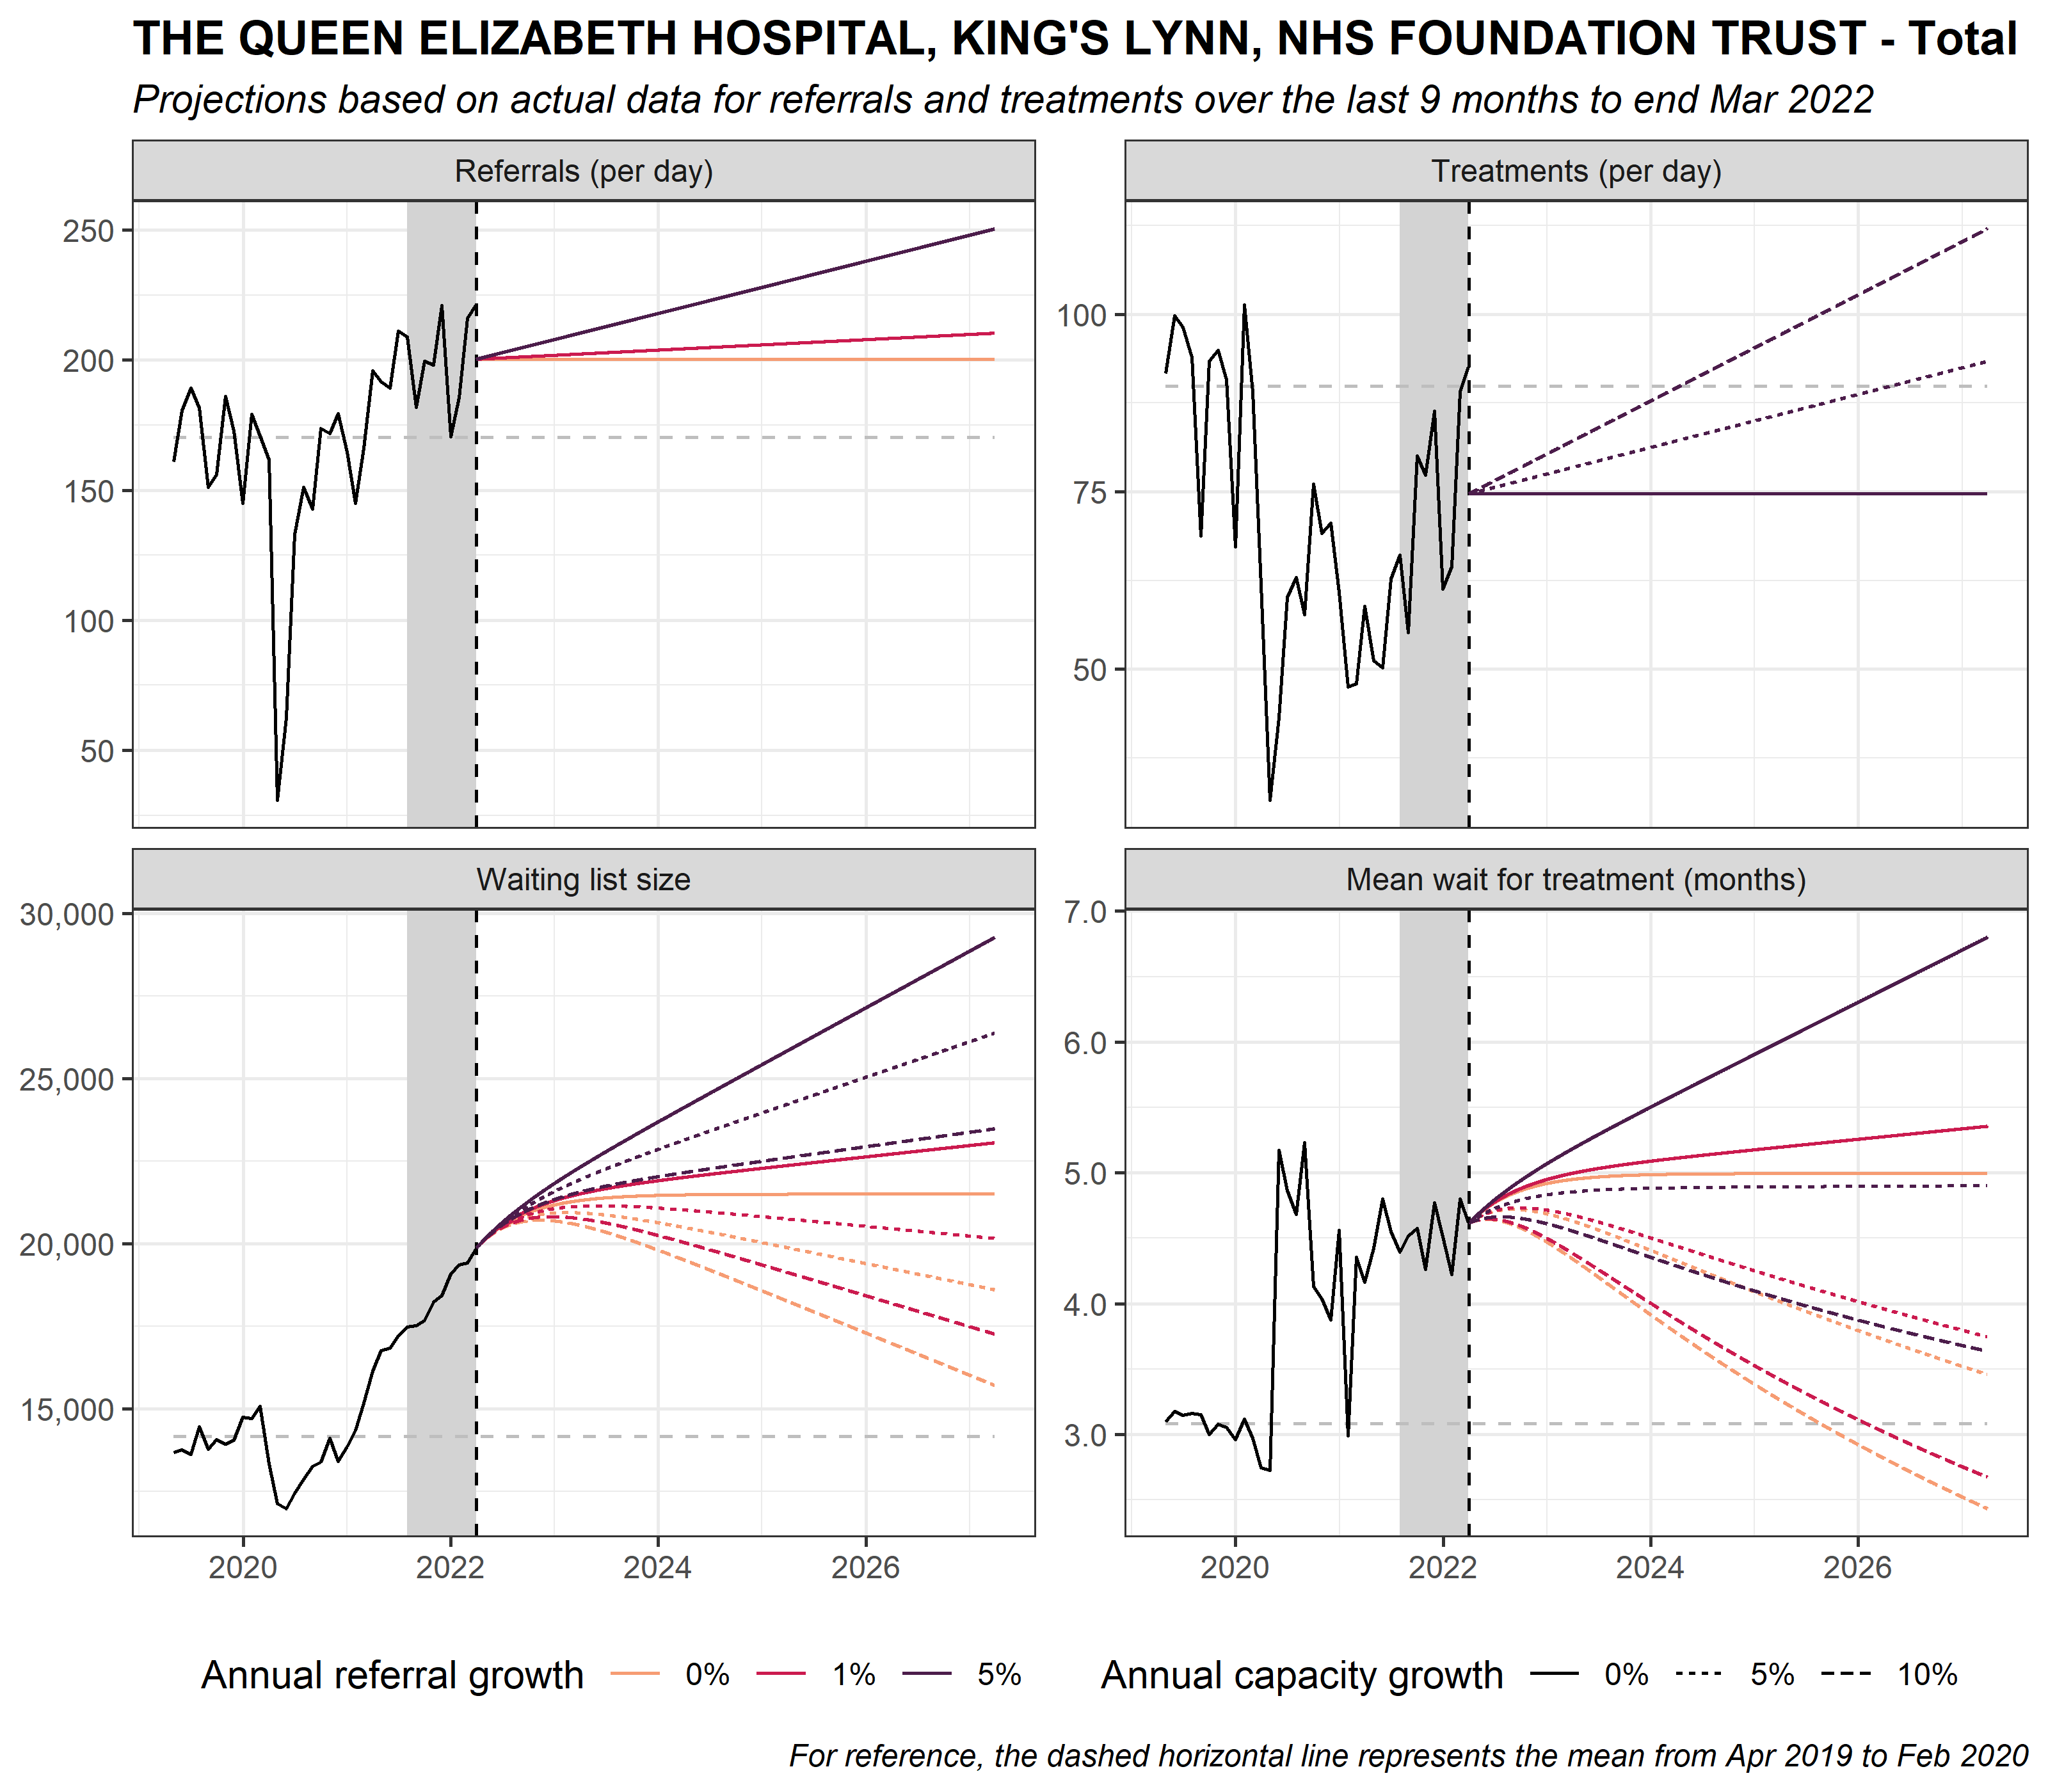 THE QUEEN ELIZABETH HOSPITAL, KING'S LYNN, NHS FOUNDATION TRUST - Total
Projections based on actual data for referrals and treatments over the last 9 months to end Mar 2022
Referrals (per day)
250
200
150
100
50
Treatments (per day)
100
75
50
Waiting list size
30,000
25,000
20,000
15,000
2020 2022 2024 2026
Mean wait for treatment (months)
7.0
6.0
5.0
4.0
3.0
2020 2022 2024 2026
Annual referral growth 0% 1% 5%
Annual capacity growth 0% 5% 10%
For reference, the dashed horizontal line represents the mean from Apr 2019 to Feb 2020